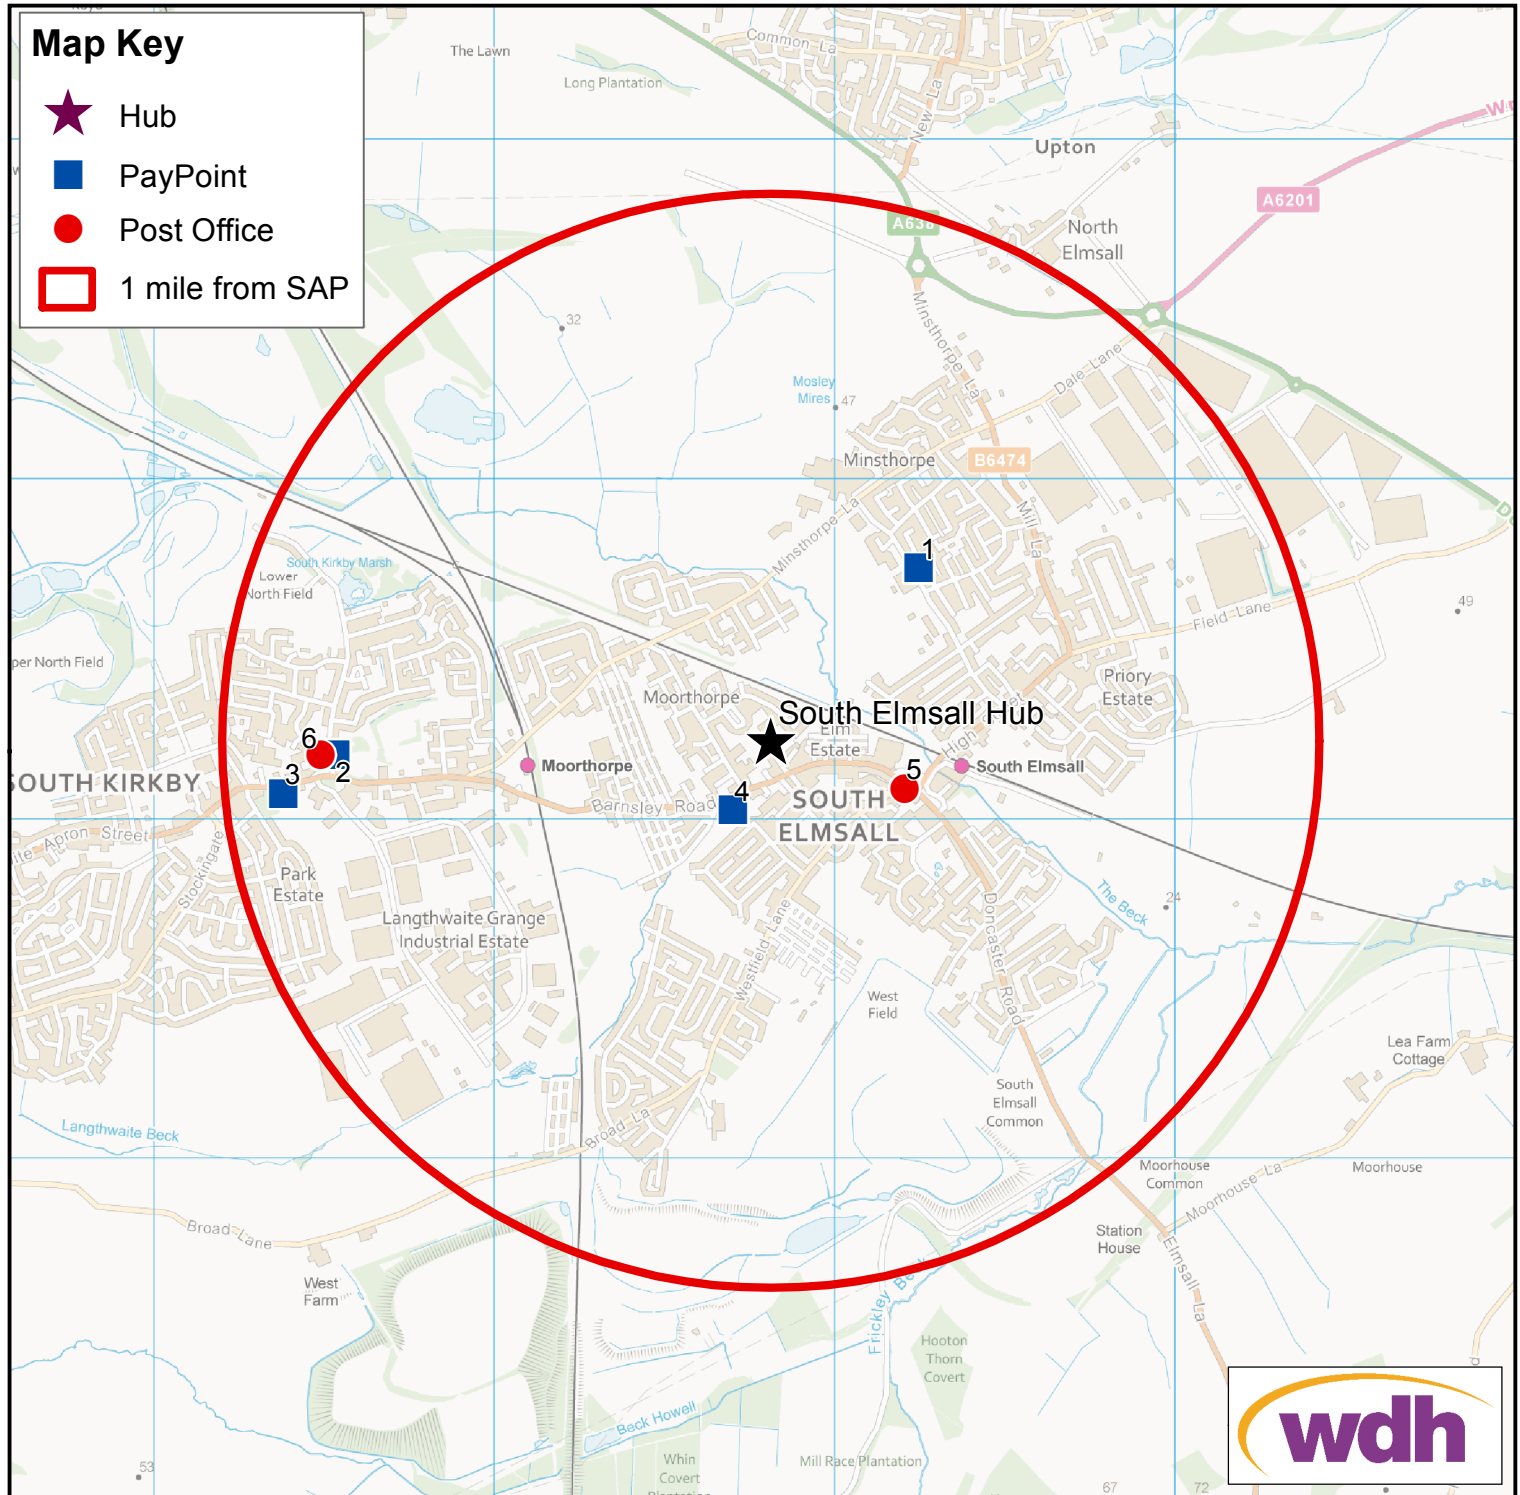 Map Key
Hub
PayPoint
Post Office
1 mile from SAP
The Lawn
Long Plantation
Common La
New La
Upton
A6201
A638
North
Elmsall
32
Mosley
Mires
47
Minsthorpe La
Dale Lane
Minsthorpe
B6474
Minsthorpe La
Mill La
1
South Kirkby Marsh
Lower
North Field
Field Lane
49
per North Field
Moorthorpe
Priory
Estate
South Elmsall Hub
Elm
Estate
High
6
2
3
SOUTH KIRKBY
Moorthorpe
South Elmsall
5
4
Barnsley Road
SOUTH
ELMSALL
ite Apron Street
Stockingate
Park
Estate
Langthwaite Grange
Industrial Estate
The Beck
24
Westfield Lane
Doncaster Road
West
Field
Lea Farm
Cottage
South
Elmsall
Common
Langthwaite Beck
Broad La
Moorhouse
Common
Moorhouse La
Moorhouse
Broad Lane
Station
House
Elmsall La
West
Farm
Frickley Beck
Hooton
Thorn
Covert
Beck Howell
Whin
Covert
Plantation
Mill Race Plantation
53
67
72
wdh